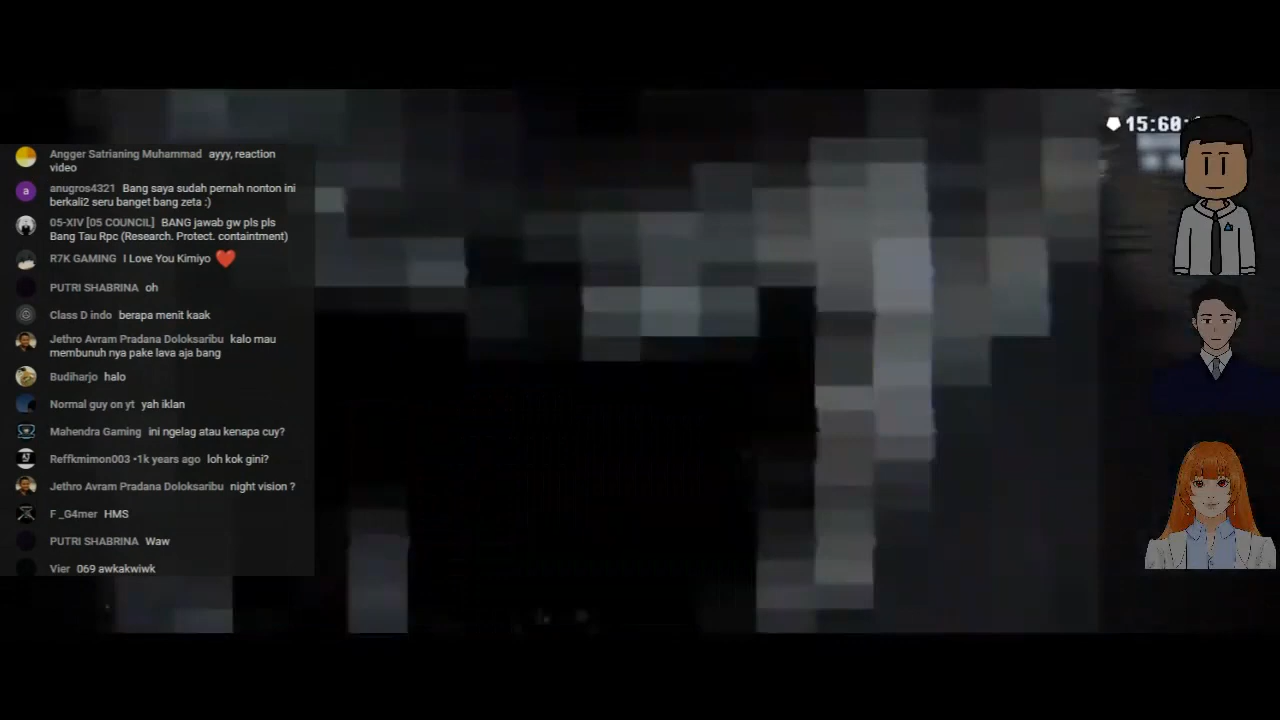 15:60:
Angger Satrianing Muhammad ayyy, reaction
video
anugros4321 Bang saya sudah pernah nonton ini
berkali2 seru banget bang zeta :)
05-XIV [05 COUNCIL] BANG jawab gw pls pls
Bang Tau Rpc (Research. Protect. containtment)
R7K GAMING I Love You Kimiyo ❤️
PUTRI SHABRINA oh
Class D indo berapa menit kaak
Jethro Avram Pradana Doloksaribu kalo mau
membunuh nya pake lava aja bang
Budiharjo halo
Normal guy on yt yah iklan
Mahendra Gaming ini ngelag atau kenapa cuy?
Reffkmimon003 •1k years ago loh kok gini?
Jethro Avram Pradana Doloksaribu night vision ?
F _G4mer HMS
PUTRI SHABRINA Waw
Vier 069 awkakwiwk